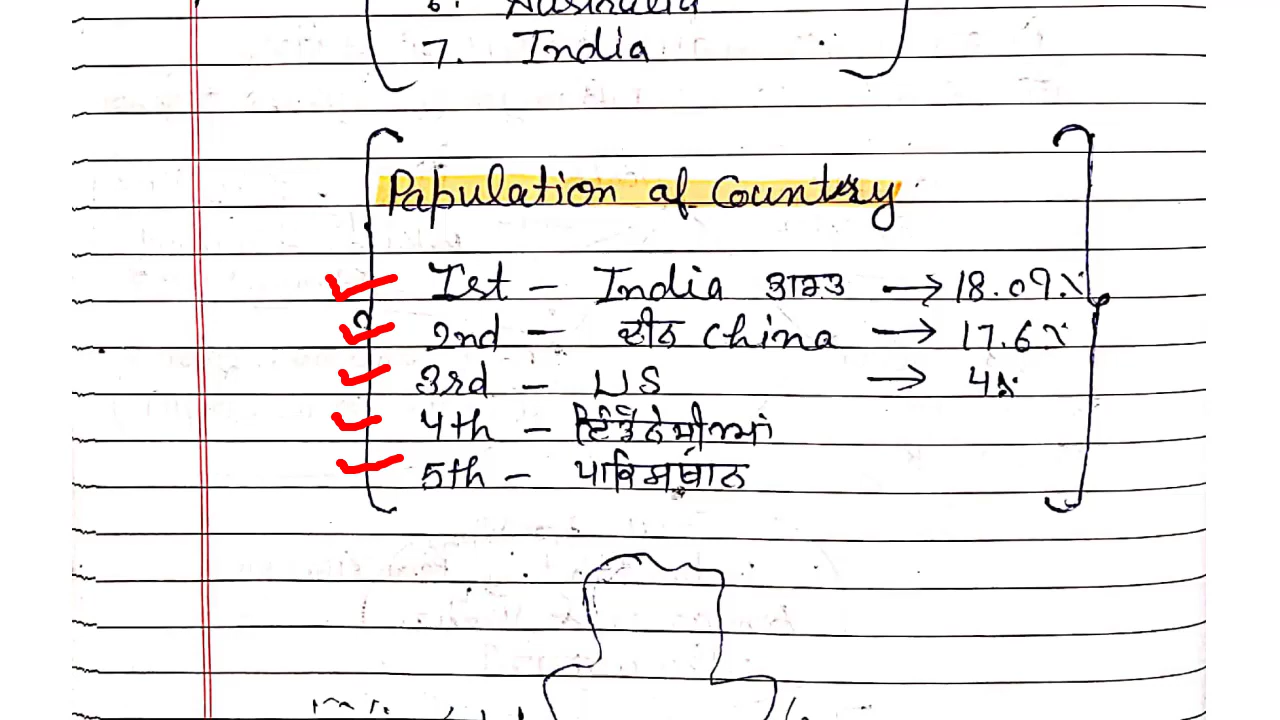 7. India
Papulation of Country
Ist - India ਭਾਰਤ → 18.09%
2nd - ਚੀਨ China → 17.6%
3rd - US → 4%
4th - ਇੰਡੋਨੇਸ਼ੀਆ
5th - ਪਾਕਿਸਤਾਨ